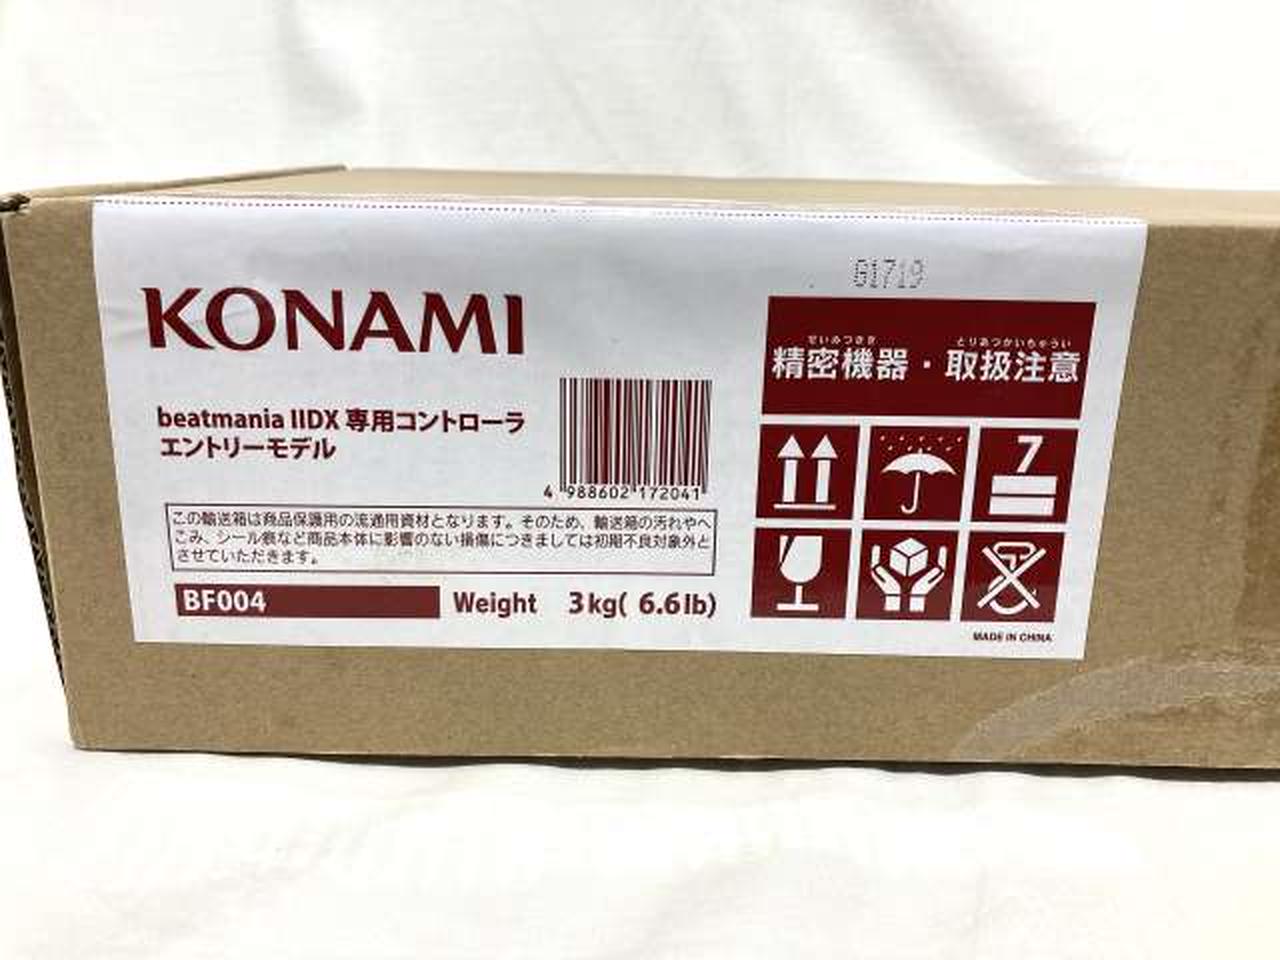 G1719
KONAMI
beatmania IIDX 専用コントローラ
エントリーモデル
4 988602 172041
この輸送箱は商品保護用の流通用資材となります。そのため、輸送箱の汚れやへ
こみ、シール祭など商品本体に影響のない損傷につきましては初期不良対象外と
させていただきます。
BF004
Weight 3kg( 6.6lb)
せいみつきき とりあつかいちゅうい
精密機器・取扱注意
7
MADE IN CHINA